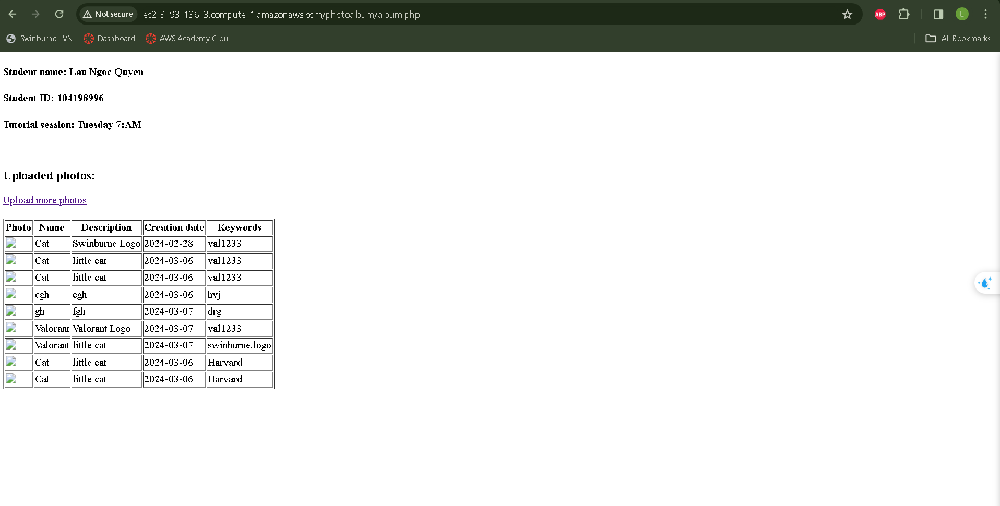 Not secure ec2-3-93-136-3.compute-1.amazonaws.com/photoalbum/album.php ABP L
Swinburne | VN Dashboard AWS Academy Clou... All Bookmarks
Student name: Lau Ngoc Quyen
Student ID: 104198996
Tutorial session: Tuesday 7:AM
Uploaded photos:
Upload more photos
Photo Name Description Creation date Keywords
Cat Swinburne Logo 2024-02-28 val1233
Cat little cat 2024-03-06 val1233
Cat little cat 2024-03-06 val1233
cgh cgh 2024-03-06 hvj
gh fgh 2024-03-07 drg
Valorant Valorant Logo 2024-03-07 val1233
Valorant little cat 2024-03-07 swinburne.logo
Cat little cat 2024-03-06 Harvard
Cat little cat 2024-03-06 Harvard